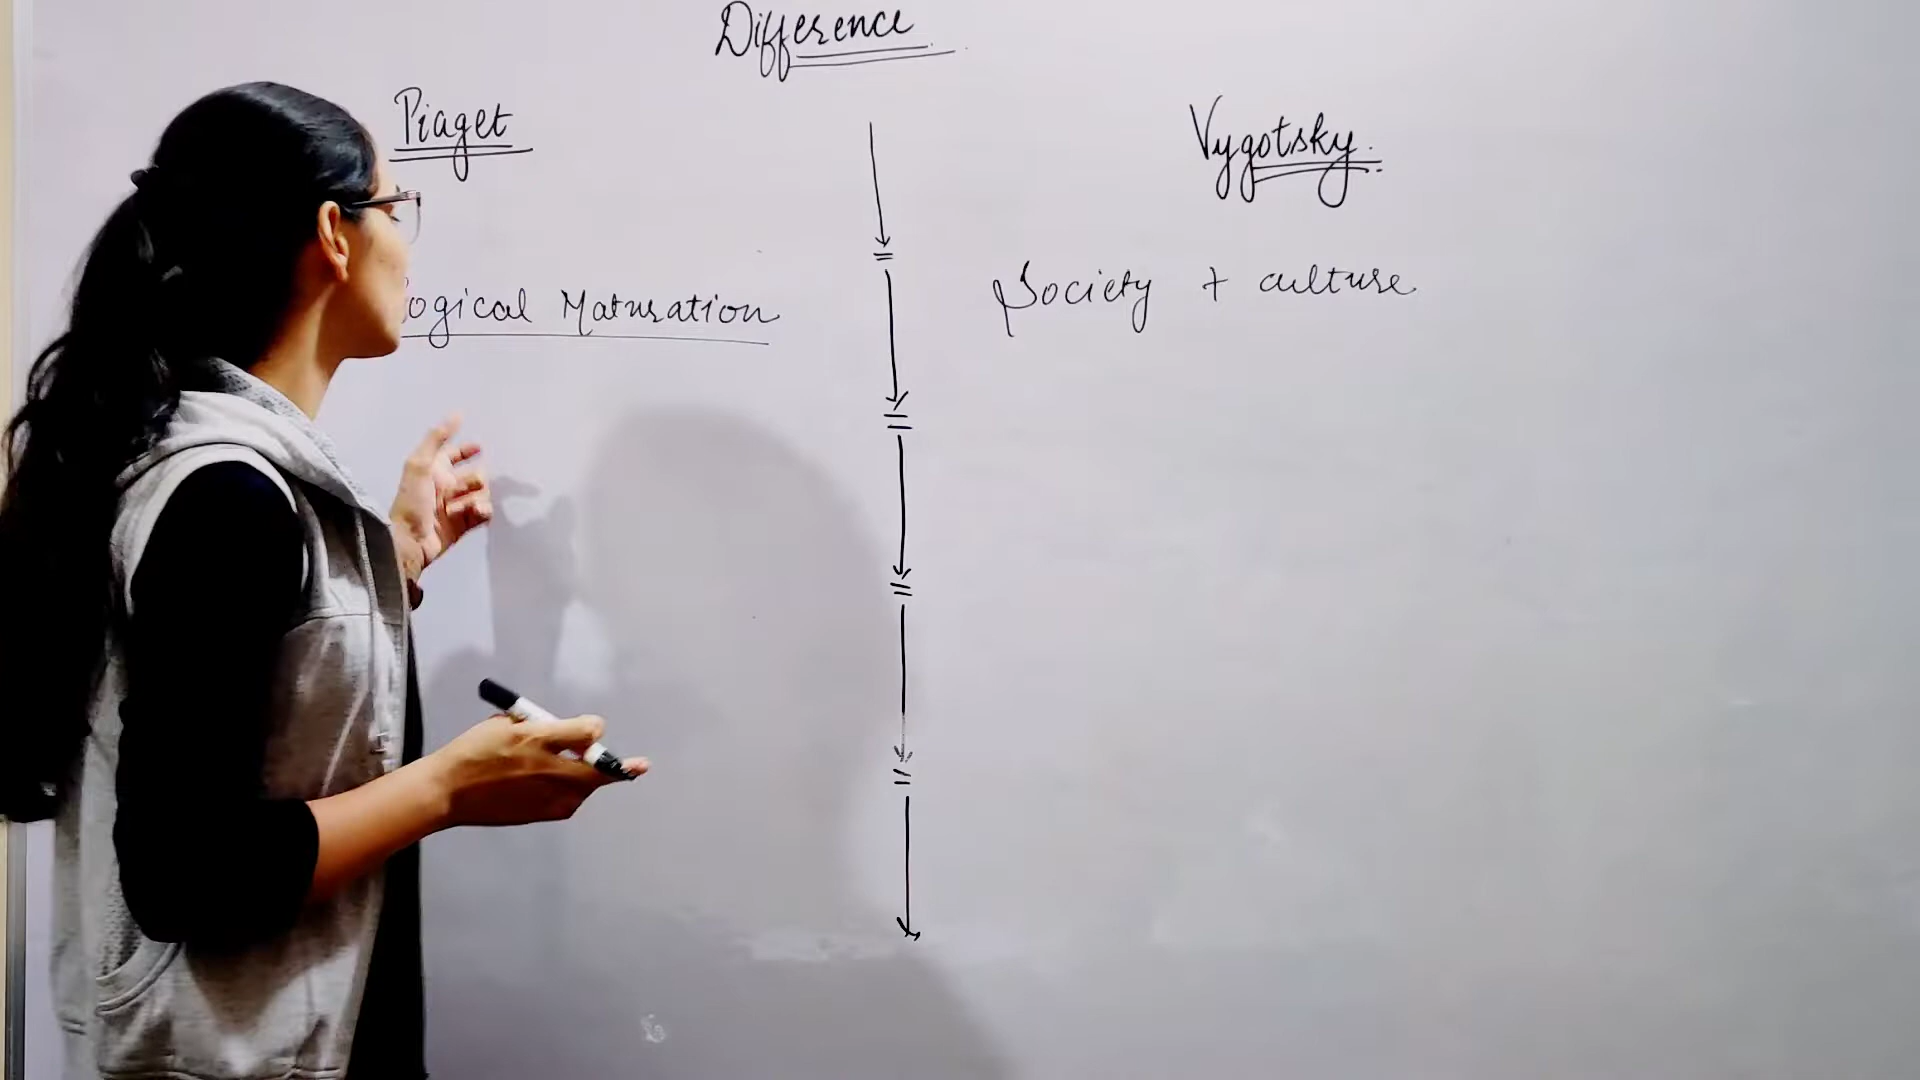 Difference
Piaget
Vygotsky.
ogical Maturation
Society + culture